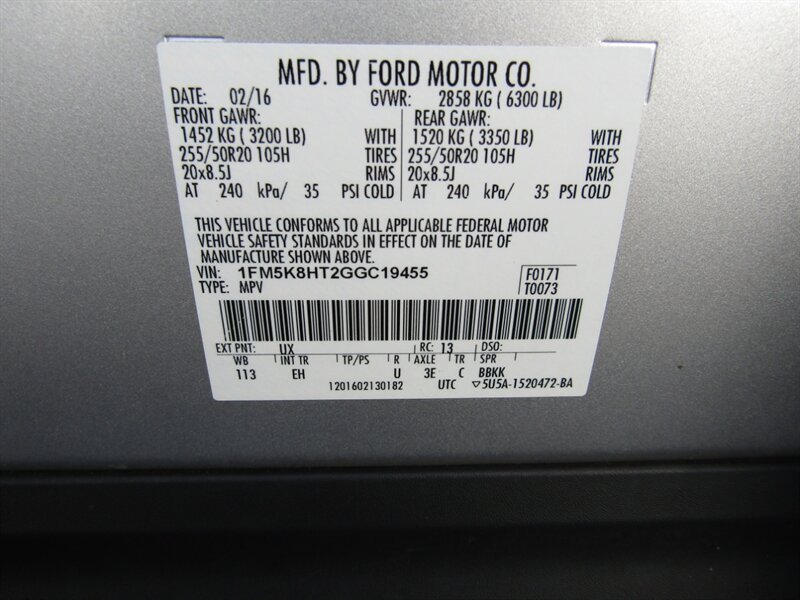 MFD. BY FORD MOTOR CO.
DATE: 02/16 GVWR: 2858 KG ( 6300 LB)
FRONT GAWR: REAR GAWR:
1452 KG ( 3200 LB) WITH 1520 KG ( 3350 LB) WITH
255/50R20 105H TIRES 255/50R20 105H TIRES
20x8.5J RIMS 20x8.5J RIMS
AT 240 kPa/ 35 PSI COLD AT 240 kPa/ 35 PSI COLD
THIS VEHICLE CONFORMS TO ALL APPLICABLE FEDERAL MOTOR
VEHICLE SAFETY STANDARDS IN EFFECT ON THE DATE OF
MANUFACTURE SHOWN ABOVE.
VIN: 1FM5K8HT2GGC19455 F0171
TYPE: MPV T0073
EXT PNT: UX RC: 13 DSO:
WB INT TR TP/PS R AXLE TR SPR
113 EH U 3E C BBKK
1201602130182 UTC ▽5U5A-1520472-BA